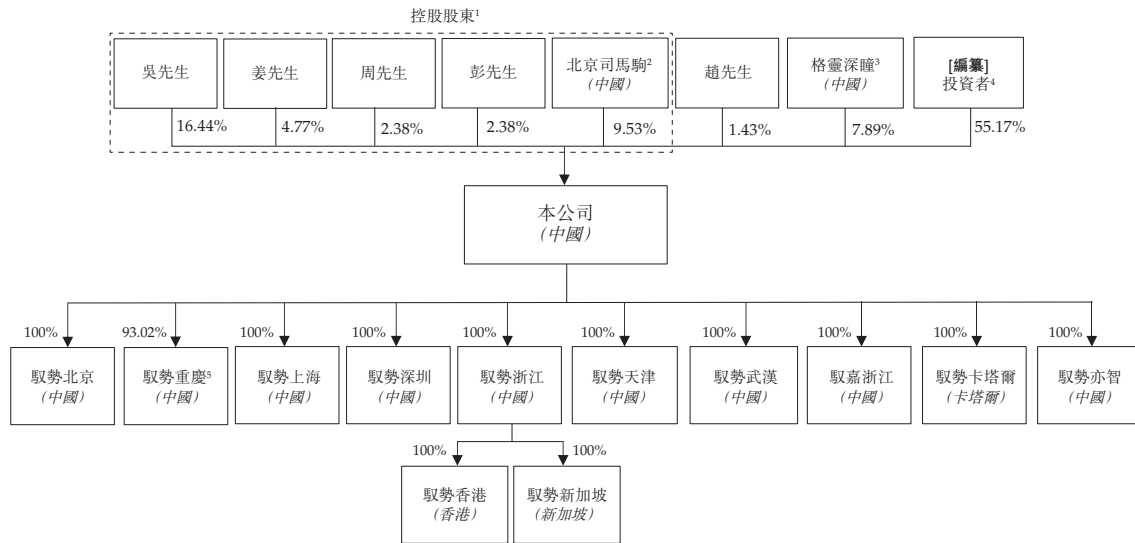 控股股東¹
吳先生
姜先生
周先生
彭先生
北京司馬駒²
(中國)
趙先生
格靈深瞳³
(中國)
[編纂]
投資者⁴
16.44%
4.77%
2.38%
2.38%
9.53%
1.43%
7.89%
55.17%
本公司
(中國)
100%
93.02%
100%
100%
100%
100%
100%
100%
100%
100%
馭勢北京
(中國)
馭勢重慶⁵
(中國)
馭勢上海
(中國)
馭勢深圳
(中國)
馭勢浙江
(中國)
馭勢天津
(中國)
馭勢武漢
(中國)
馭嘉浙江
(中國)
馭勢卡塔爾
(卡塔爾)
馭勢亦智
(中國)
100%
100%
馭勢香港
(香港)
馭勢新加坡
(新加坡)